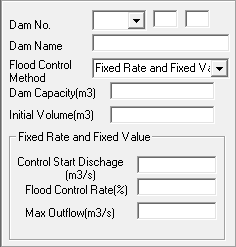 Dam No.
Dam Name
Flood Control
Method
Fixed Rate and Fixed Va
Dam Capacity(m3)
Initial Volume(m3)
Fixed Rate and Fixed Value
Control Start Dischage
(m3/s)
Flood Control Rate(%)
Max Outflow(m3/s)